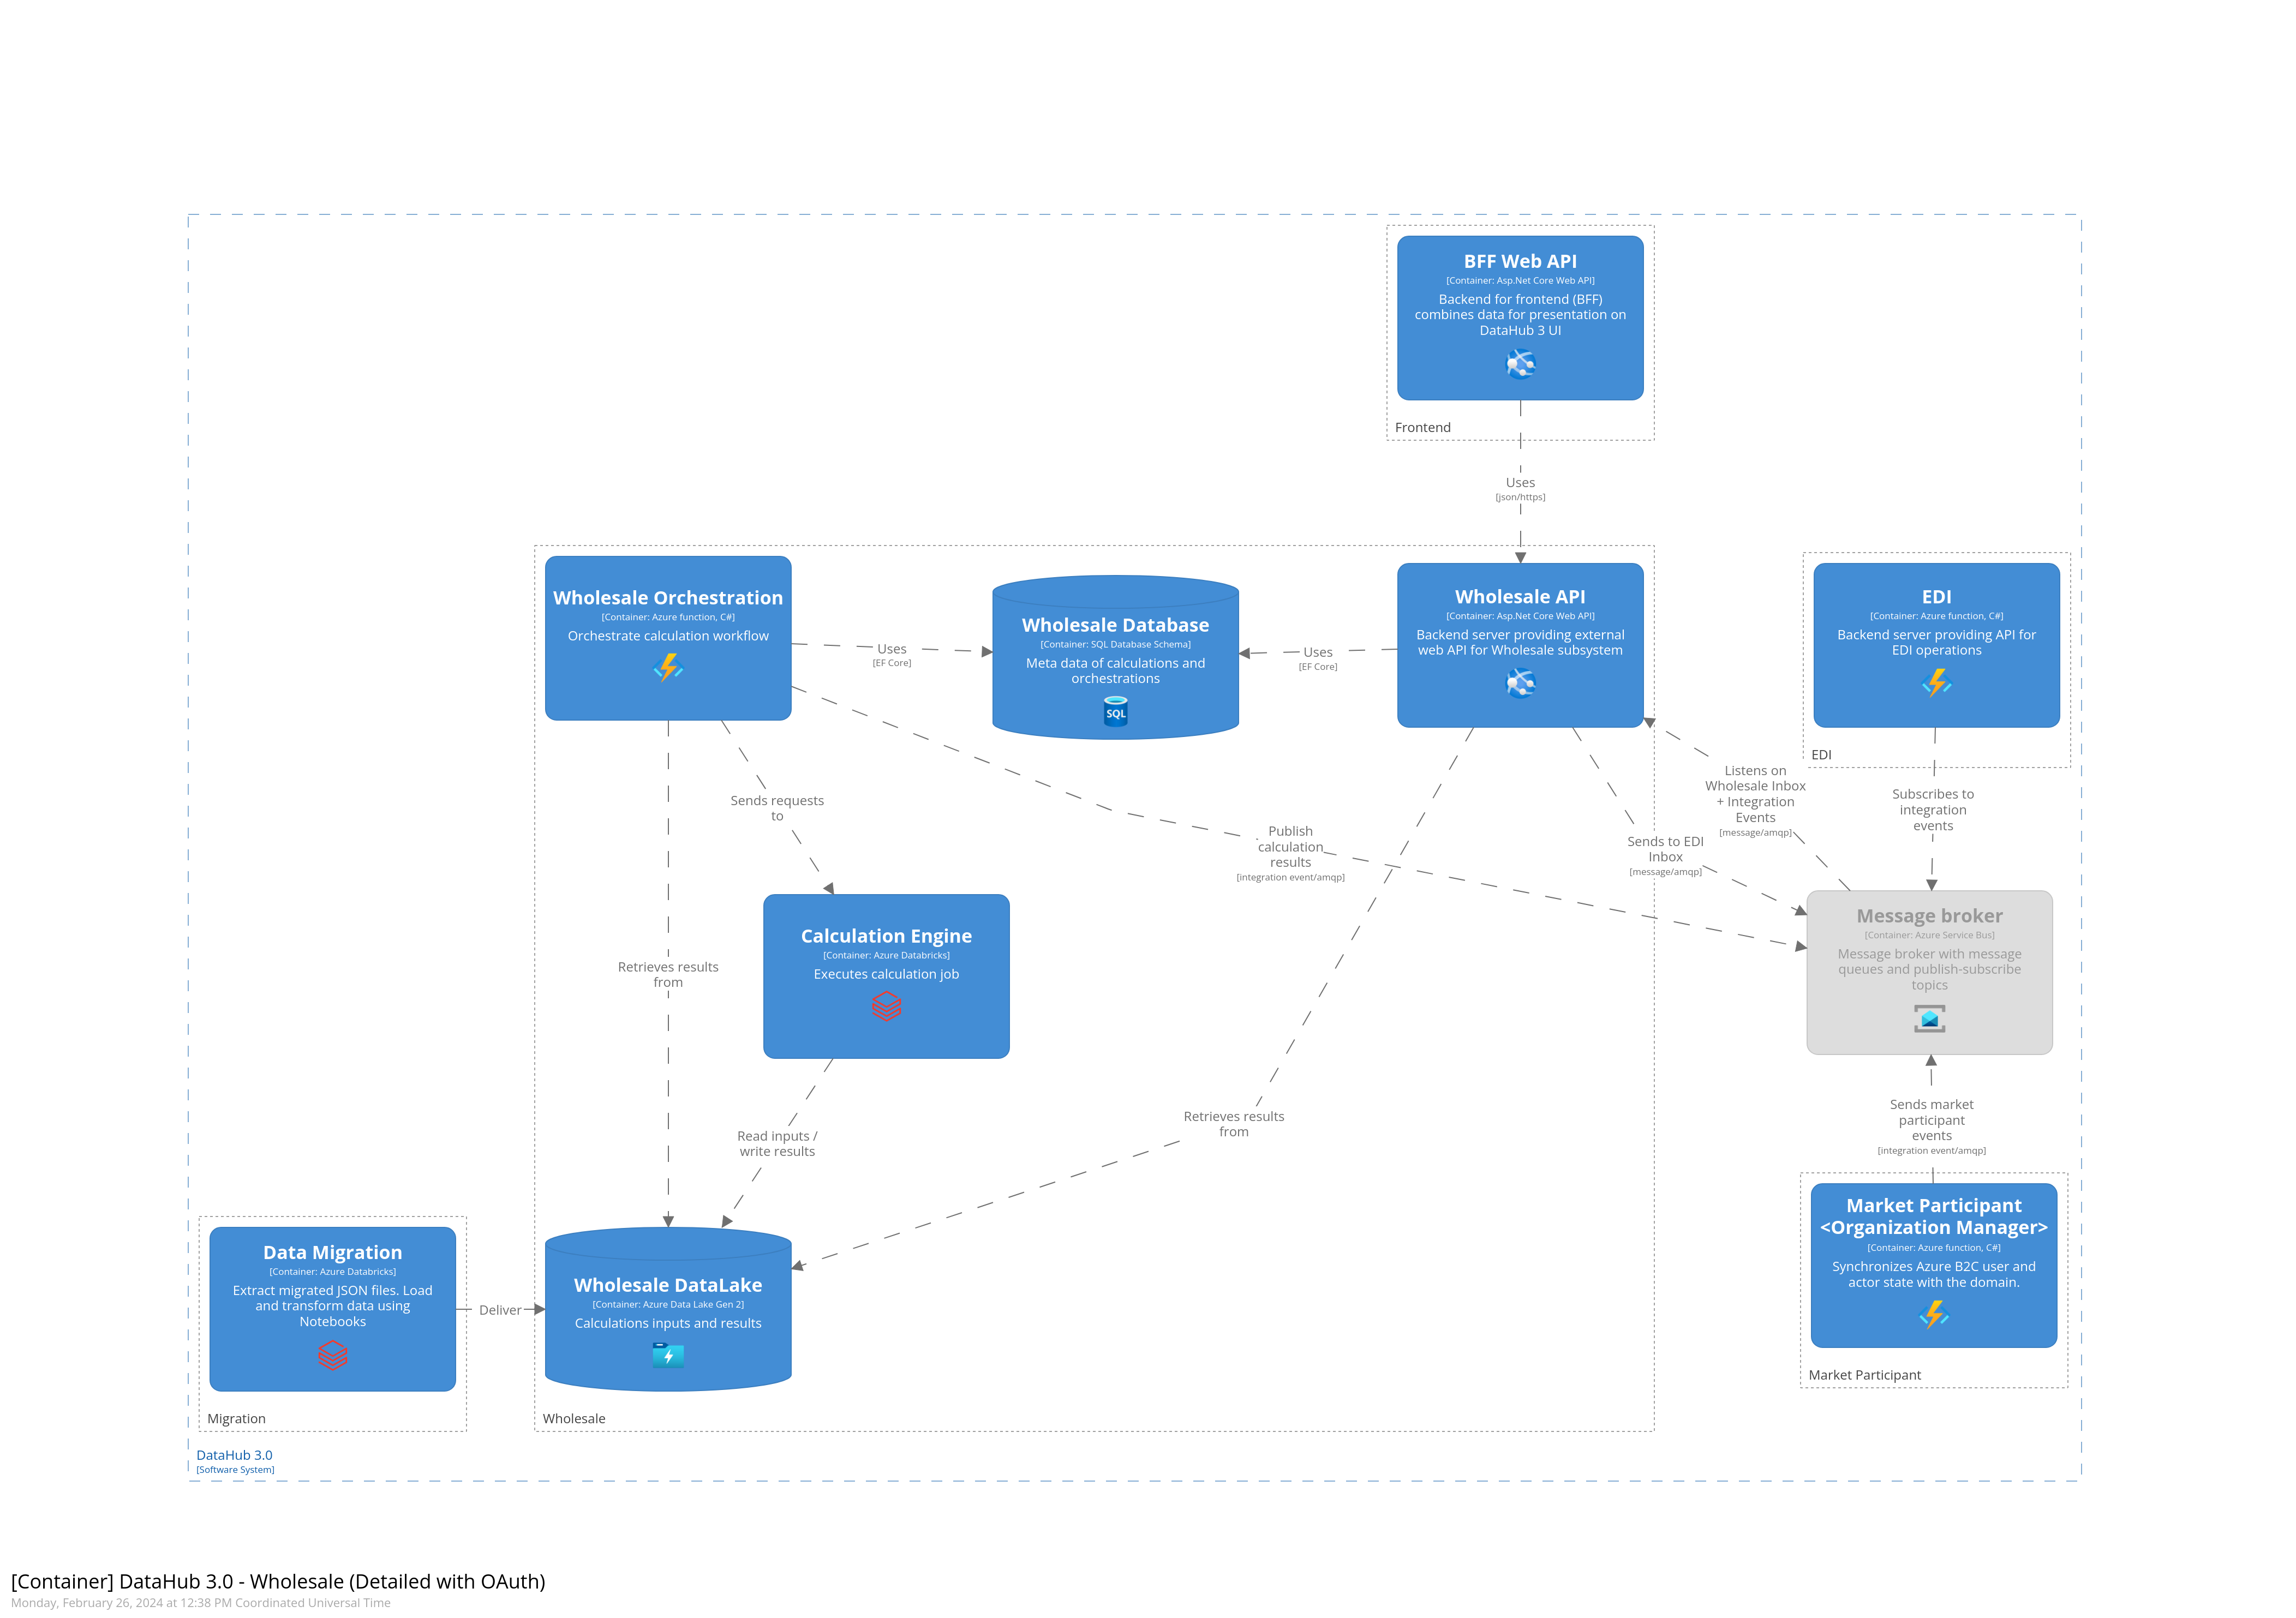 BFF Web API
[Container: Asp.Net Core Web API]
Backend for frontend (BFF)
combines data for presentation on
DataHub 3 UI
Frontend
Uses
[json/https]
Wholesale Orchestration
[Container: Azure function, C#]
Orchestrate calculation workflow
Uses
[EF Core]
Wholesale Database
[Container: SQL Database Schema]
Meta data of calculations and
orchestrations
SQL
Uses
[EF Core]
Wholesale API
[Container: Asp.Net Core Web API]
Backend server providing external
web API for Wholesale subsystem
EDI
[Container: Azure function, C#]
Backend server providing API for
EDI operations
EDI
Listens on
Wholesale Inbox
+ Integration
Events
[message/amqp]
Subscribes to
integration
events
Sends requests
to
Publish
calculation
results
[integration event/amqp]
Sends to EDI
Inbox
[message/amqp]
Message broker
[Container: Azure Service Bus]
Message broker with message
queues and publish-subscribe
topics
Calculation Engine
[Container: Azure Databricks]
Executes calculation job
Retrieves results
from
Read inputs /
write results
Retrieves results
from
Sends market
participant
events
[integration event/amqp]
Market Participant
<Organization Manager>
[Container: Azure function, C#]
Synchronizes Azure B2C user and
actor state with the domain.
Market Participant
Data Migration
[Container: Azure Databricks]
Extract migrated JSON files. Load
and transform data using
Notebooks
Migration
Deliver
Wholesale DataLake
[Container: Azure Data Lake Gen 2]
Calculations inputs and results
Wholesale
DataHub 3.0
[Software System]
[Container] DataHub 3.0 - Wholesale (Detailed with OAuth)
Monday, February 26, 2024 at 12:38 PM Coordinated Universal Time